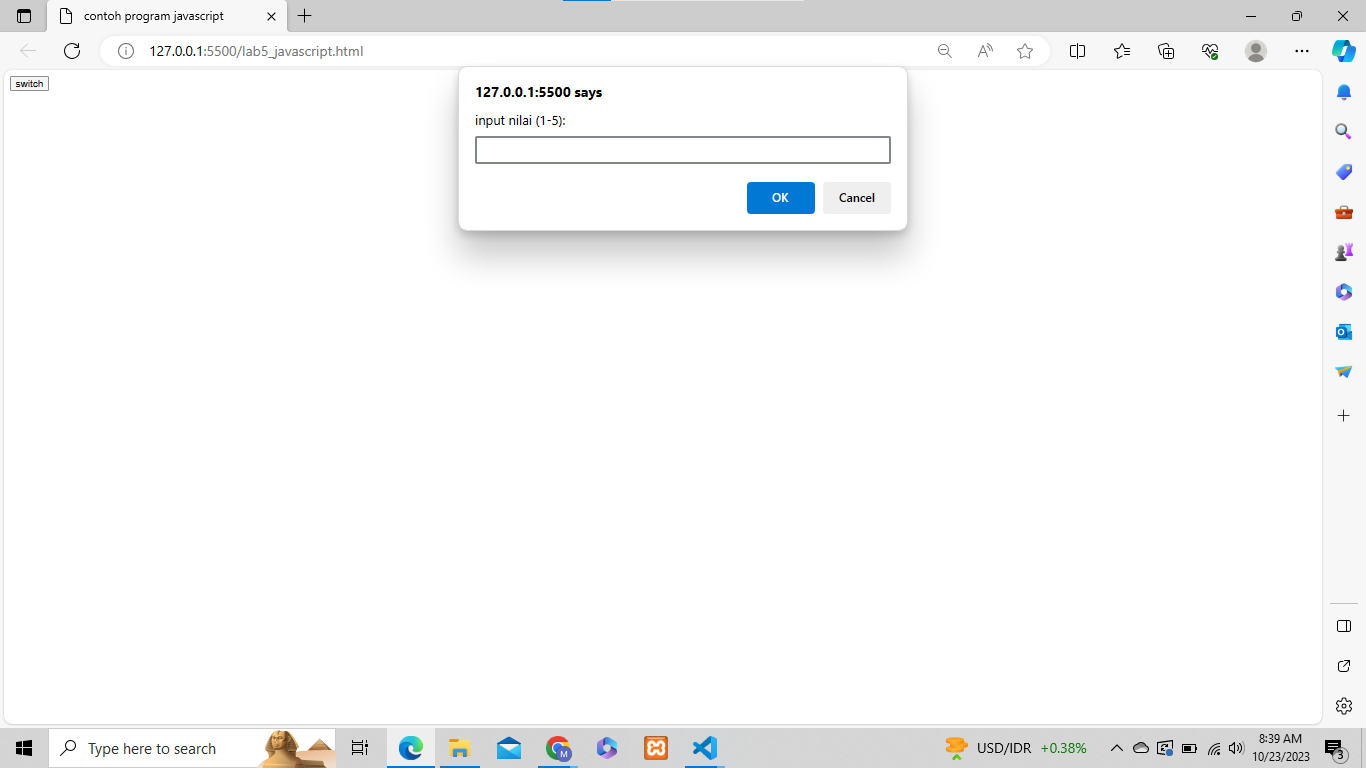 contoh program javascript
127.0.0.1:5500/lab5_javascript.html
switch
127.0.0.1:5500 says
input nilai (1-5):
OK
Cancel
Type here to search
M
USD/IDR +0.38%
8:39 AM
10/23/2023
3